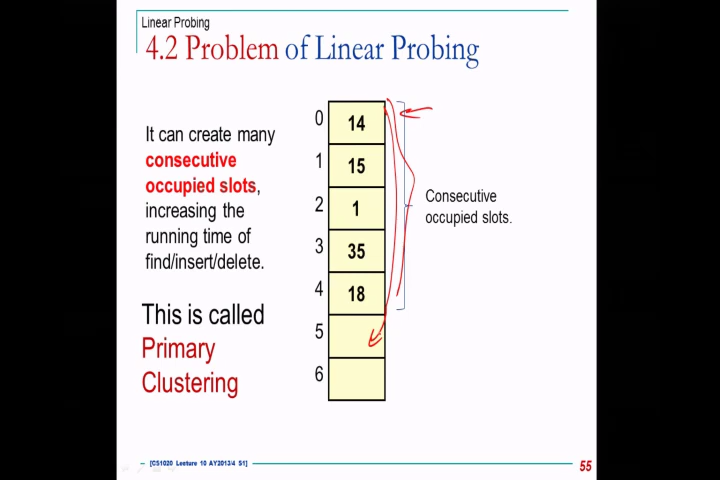 Linear Probing
4.2 Problem of Linear Probing
It can create many
consecutive
occupied slots,
increasing the
running time of
find/insert/delete.
This is called
Primary
Clustering
0 14
1 15
2 1
3 35
4 18
5
6
Consecutive
occupied slots.
[CS1020 Lecture 10 AY2013/4 S1]
55